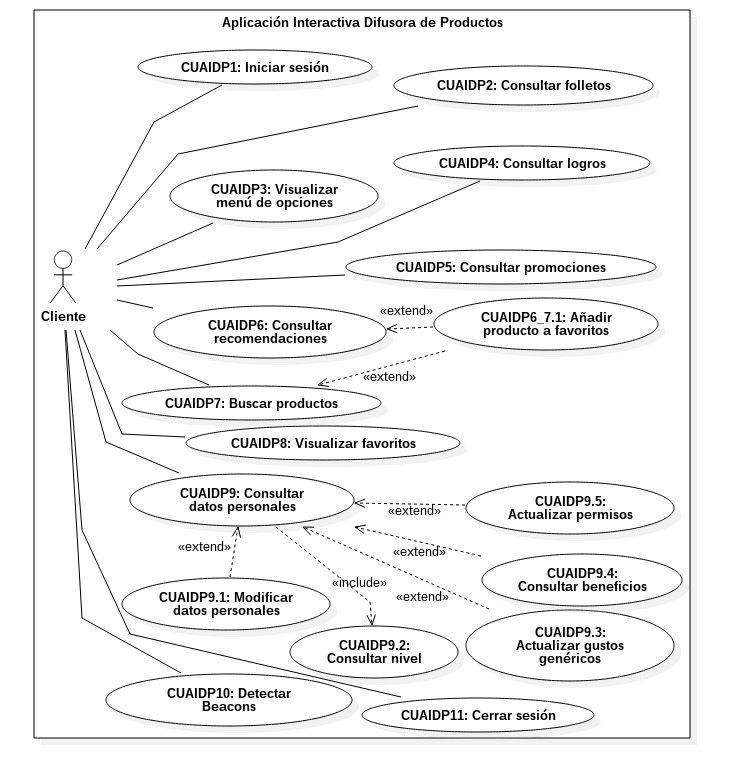 Aplicación Interactiva Difusora de Productos
CUAIDP1: Iniciar sesión
CUAIDP2: Consultar folletos
CUAIDP4: Consultar logros
CUAIDP3: Visualizar
menú de opciones
CUAIDP5: Consultar promociones
Cliente
CUAIDP6: Consultar
recomendaciones
«extend»
CUAIDP6_7.1: Añadir
producto a favoritos
«extend»
CUAIDP7: Buscar productos
CUAIDP8: Visualizar favoritos
CUAIDP9: Consultar
datos personales
«extend»
CUAIDP9.5:
Actualizar permisos
«extend»
«extend»
CUAIDP9.4:
Consultar beneficios
«include»
«extend»
CUAIDP9.1: Modificar
datos personales
CUAIDP9.2:
Consultar nivel
CUAIDP9.3:
Actualizar gustos
genéricos
CUAIDP10: Detectar
Beacons
CUAIDP11: Cerrar sesión